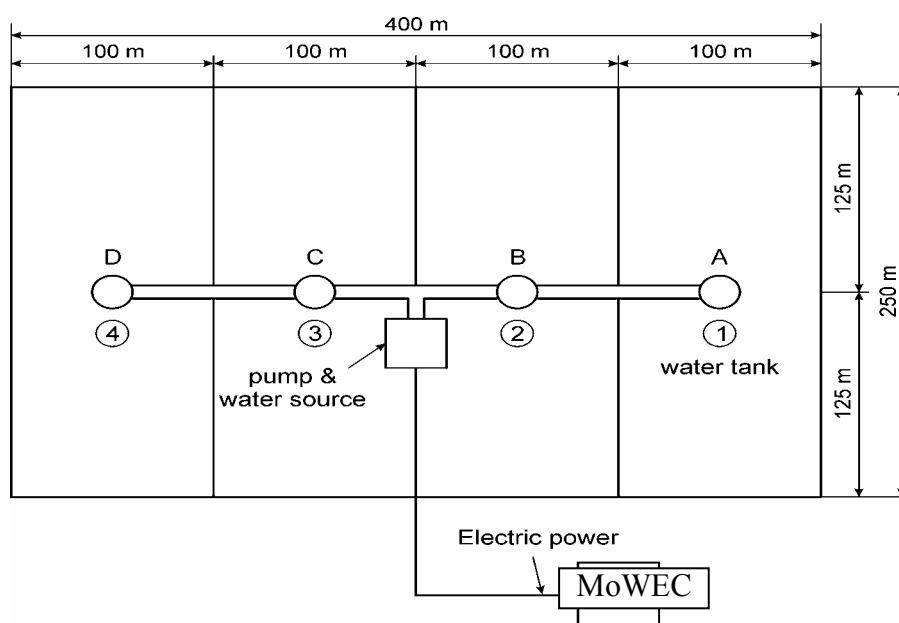 400 m
100 m 100 m 100 m 100 m
125 m
D C B A
250 m
4 3 2 1
pump &
water source
water tank
125 m
Electric power
MoWEC